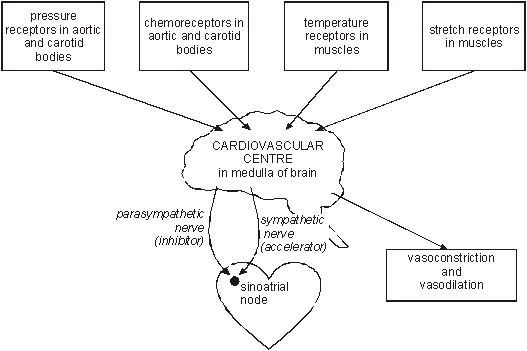 pressure
receptors in aortic
and carotid
bodies
chemoreceptors in
aortic and carotid
bodies
temperature
receptors in
muscles
stretch receptors
in muscles
CARDIOVASCULAR
CENTRE
in medulla of brain
parasympathetic
nerve
(inhibitor)
sympathetic
nerve
(accelerator)
sinoatrial
node
vasoconstriction
and
vasodilation